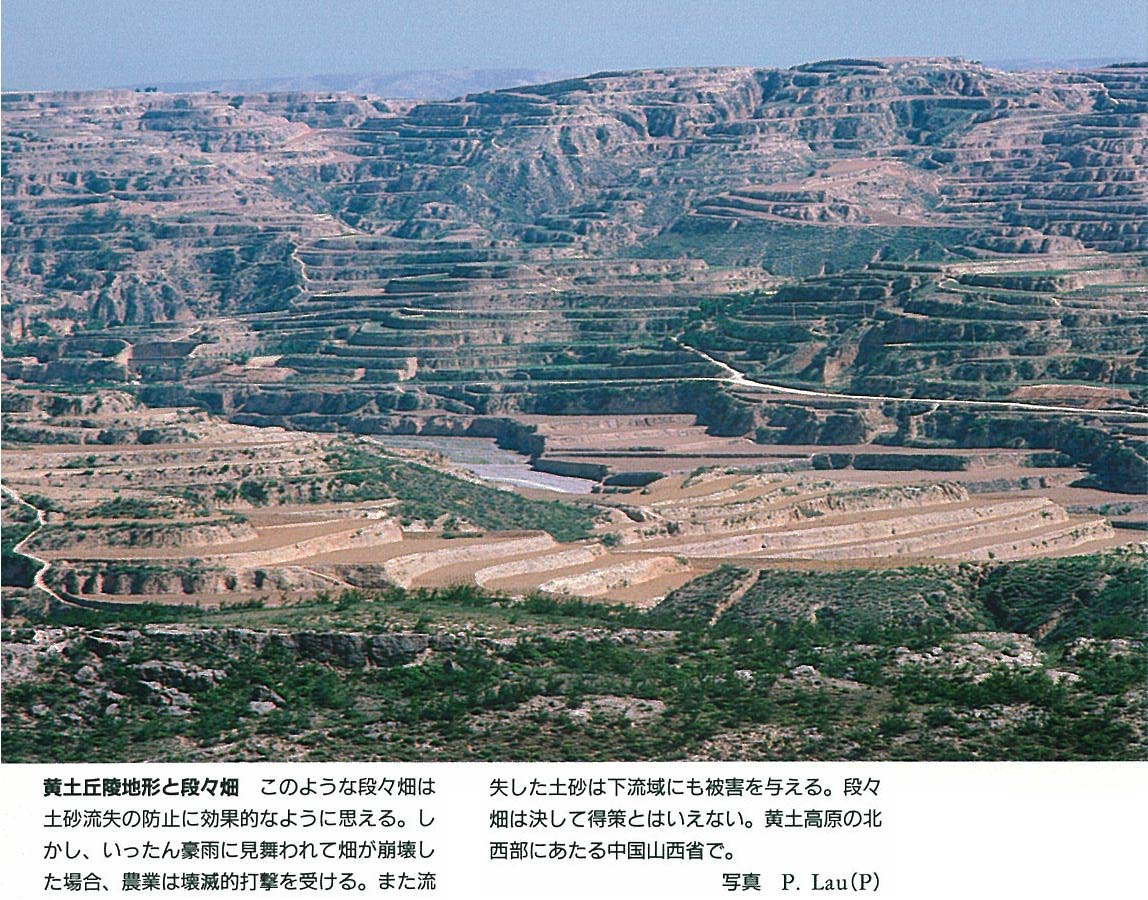 黄土丘陵地形と段々畑　このような段々畑は
土砂流失の防止に効果的なように思える。し
かし、いったん豪雨に見舞われて畑が崩壊し
た場合、農業は壊滅的打撃を受ける。また流
失した土砂は下流域にも被害を与える。段々
畑は決して得策とはいえない。黄土高原の北
西部にあたる中国山西省で。
写真　P. Lau(P)